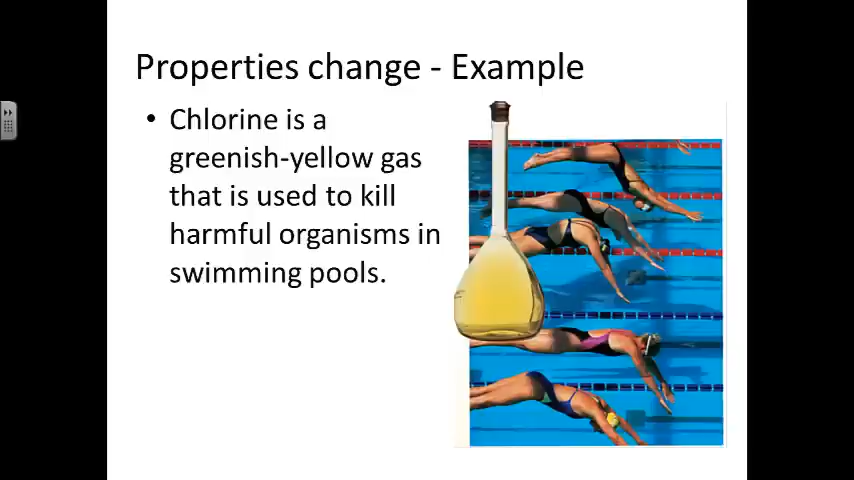 Properties change - Example
• Chlorine is a
greenish-yellow gas
that is used to kill
harmful organisms in
swimming pools.